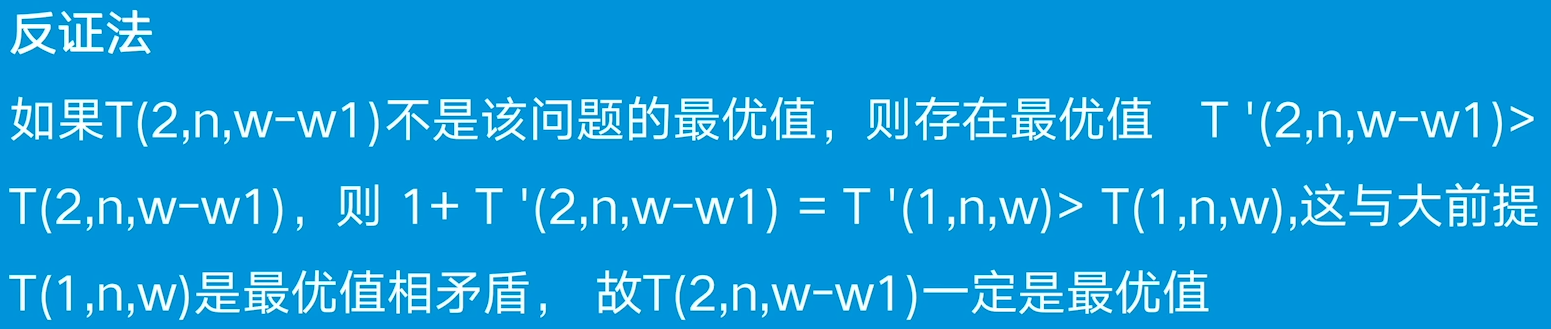 反证法
如果T(2,n,w-w1)不是该问题的最优值，则存在最优值 T '(2,n,w-w1)>
T(2,n,w-w1)，则 1+ T '(2,n,w-w1) = T '(1,n,w)> T(1,n,w),这与大前提
T(1,n,w)是最优值相矛盾， 故T(2,n,w-w1)一定是最优值